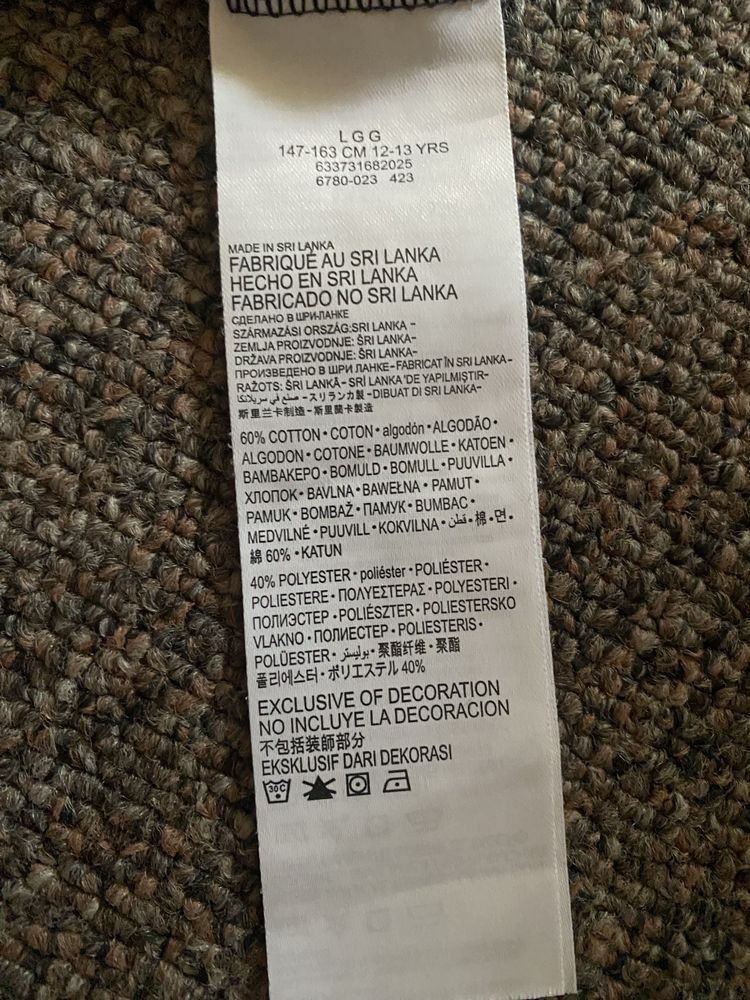 L G G
147-163 CM 12-13 YRS
633731682025
6780-023 423
MADE IN SRI LANKA
FABRIQUÉ AU SRI LANKA
HECHO EN SRI LANKA
FABRICADO NO SRI LANKA
СДЕЛАНО В ШРИ-ЛАНКЕ
SZÁRMAZÁSI ORSZÁG:SRI LANKA -
ZEMLJA PROIZVODNJE: ŠRI LANKA-
DRŽAVA PROIZVODNJE: ŠRI LANKA-
ПРОИЗВЕДЕНО В ШРИ ЛАНКЕ-FABRICAT ÎN SRI LANKA-
RAŽOTS: ŠRI LANKĀ - SRİ LANKA 'DE YAPILMIŞTIR-
صنع في سريلانكا -スリランカ製 -DIBUAT DI SRI LANKA-
斯里兰卡制造 - 斯里蘭卡製造
60% COTTON • COTON • algodón • ALGODÃO •
ALGODON • COTONE • BAUMWOLLE • KATOEN •
ΒΑΜΒΑΚΕΡΟ • BOMULD • BOMULL • PUUVILLA •
ХЛОПОК • BAVLNA • BAWEŁNA • PAMUT •
PAMUK • BOMBAŽ • ПАМУК • BUMBAC •
MEDVILNĖ • PUUVILL • KOKVILNA • قطن • 棉 • 면 •
綿 60% • KATUN
40% POLYESTER • poliéster • POLIÉSTER •
POLIESTERE • ΠΟΛΥΕΣΤΕΡΑΣ • POLYESTERI •
ПОЛИЭСТЕР • POLIÉSZTER • POLIESTERSKO
VLAKNO • ПОЛИЕСТЕР • POLIESTERIS •
POLÜESTER • بوليستر • 聚酯纤维 • 聚酯
폴리에스터 • ポリエステル 40%
EXCLUSIVE OF DECORATION
NO INCLUYE LA DECORACION
不包括装師部分
EKSKLUSIF DARI DEKORASI
30C